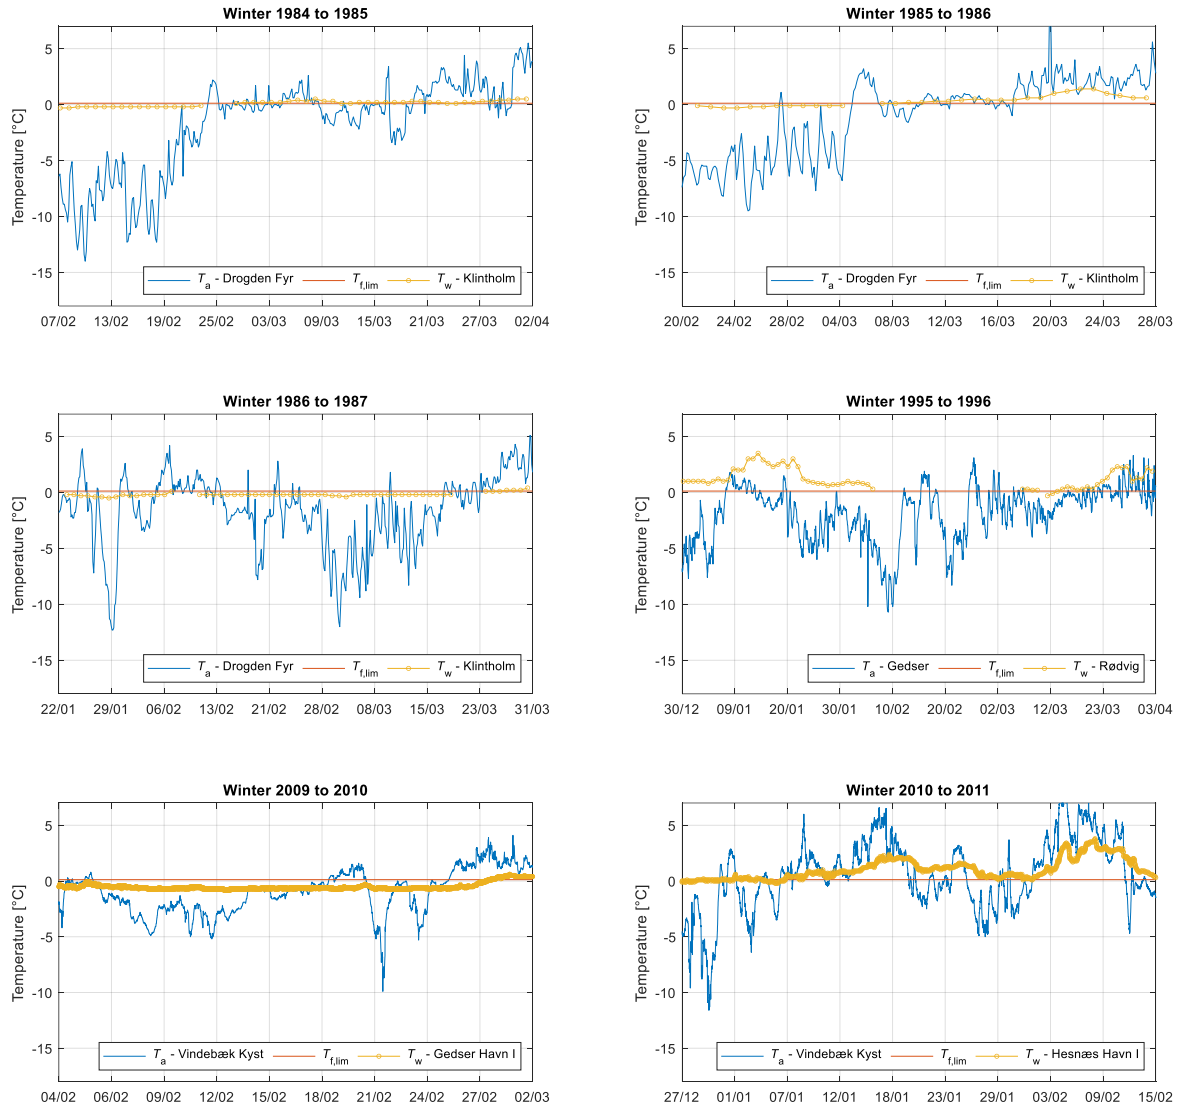 Winter 1984 to 1985
Temperature [°C]
5
0
-5
-10
-15
Ta - Drogden Fyr Tf,lim Tw - Klintholm
07/02 13/02 19/02 25/02 03/03 09/03 15/03 21/03 27/03 02/04
Winter 1985 to 1986
Temperature [°C]
5
0
-5
-10
-15
Ta - Drogden Fyr Tf,lim Tw - Klintholm
20/02 24/02 28/02 04/03 08/03 12/03 16/03 20/03 24/03 28/03
Winter 1986 to 1987
Temperature [°C]
5
0
-5
-10
-15
Ta - Drogden Fyr Tf,lim Tw - Klintholm
22/01 29/01 06/02 13/02 21/02 28/02 08/03 15/03 23/03 31/03
Winter 1995 to 1996
Temperature [°C]
5
0
-5
-10
-15
Ta - Gedser Tf,lim Tw - Rødvig
30/12 09/01 20/01 30/01 10/02 20/02 02/03 12/03 23/03 03/04
Winter 2009 to 2010
Temperature [°C]
5
0
-5
-10
-15
Ta - Vindebæk Kyst Tf,lim Tw - Gedser Havn I
04/02 06/02 09/02 12/02 15/02 18/02 21/02 24/02 27/02 02/03
Winter 2010 to 2011
Temperature [°C]
5
0
-5
-10
-15
Ta - Vindebæk Kyst Tf,lim Tw - Hesnæs Havn I
27/12 01/01 07/01 12/01 18/01 23/01 29/01 03/02 09/02 15/02